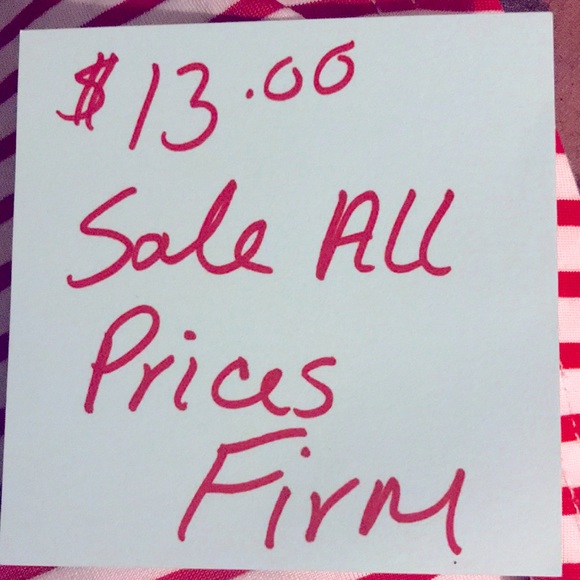 $13.00
Sale All
Prices
Firm